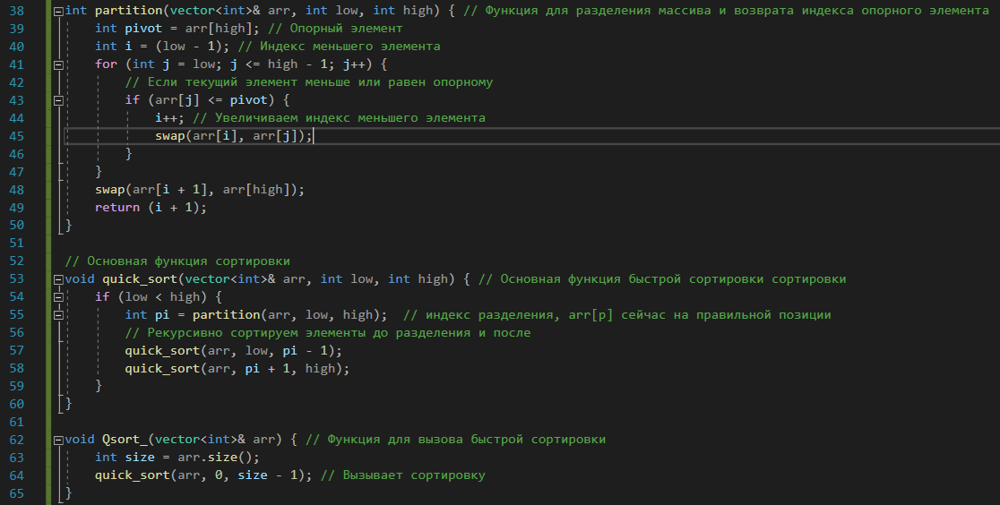 38 int partition(vector<int>& arr, int low, int high) { // Функция для разделения массива и возврата индекса опорного элемента
39     int pivot = arr[high]; // Опорный элемент
40     int i = (low - 1); // Индекс меньшего элемента
41     for (int j = low; j <= high - 1; j++) {
42         // Если текущий элемент меньше или равен опорному
43         if (arr[j] <= pivot) {
44             i++; // Увеличиваем индекс меньшего элемента
45             swap(arr[i], arr[j]);
46         }
47     }
48     swap(arr[i + 1], arr[high]);
49     return (i + 1);
50 }
51
52 // Основная функция сортировки
53 void quick_sort(vector<int>& arr, int low, int high) { // Основная функция быстрой сортировки сортировки
54     if (low < high) {
55         int pi = partition(arr, low, high);  // индекс разделения, arr[p] сейчас на правильной позиции
56         // Рекурсивно сортируем элементы до разделения и после
57         quick_sort(arr, low, pi - 1);
58         quick_sort(arr, pi + 1, high);
59     }
60 }
61
62 void Qsort_(vector<int>& arr) { // Функция для вызова быстрой сортировки
63     int size = arr.size();
64     quick_sort(arr, 0, size - 1); // Вызывает сортировку
65 }